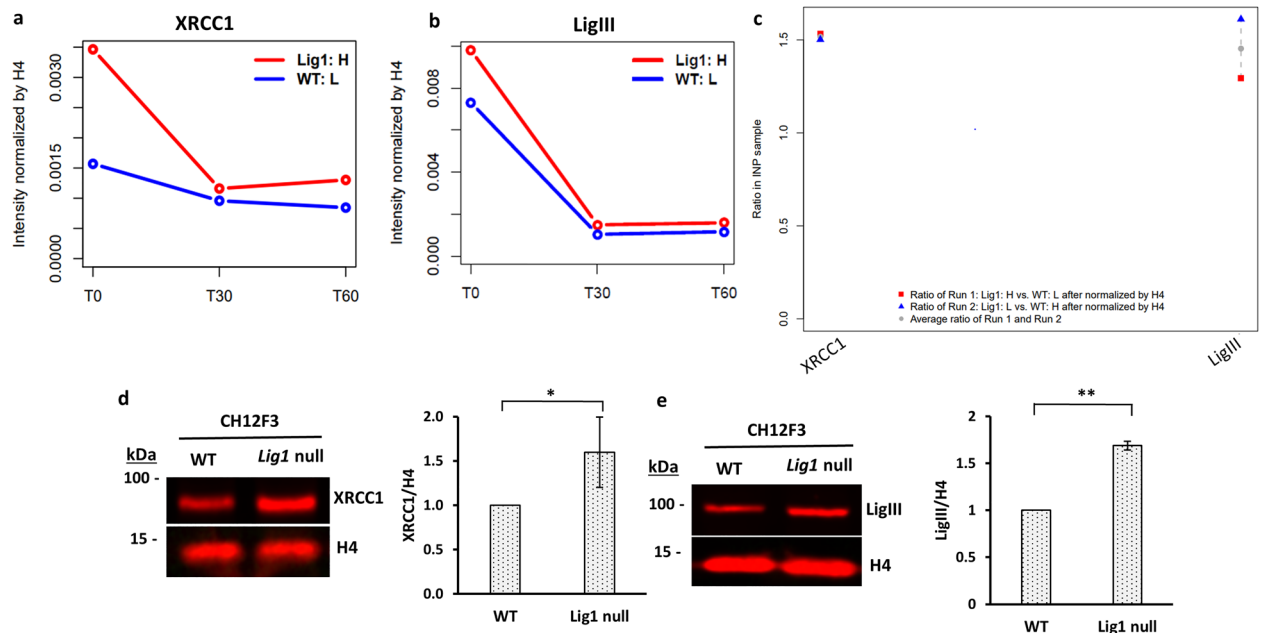 a
XRCC1
Intensity normalized by H4
0.0030
0.0015
0.0000
Lig1: H
WT: L
T0
T30
T60
b
LigIII
Intensity normalized by H4
0.008
0.004
0.000
Lig1: H
WT: L
T0
T30
T60
c
Ratio in INP sample
1.5
1.0
0.5
0.0
Ratio of Run 1: Lig1: H vs. WT: L after normalized by H4
Ratio of Run 2: Lig1: L vs. WT: H after normalized by H4
Average ratio of Run 1 and Run 2
XRCC1
LigIII
d
CH12F3
kDa
WT
Lig1 null
100 -
XRCC1
15 -
H4
*
XRCC1/H4
2.0
1.5
1.0
0.5
0.0
WT
Lig1 null
e
CH12F3
kDa
WT
Lig1 null
100 -
LigIII
15 -
H4
**
LigIII/H4
2
1.5
1
0.5
0
WT
Lig1 null